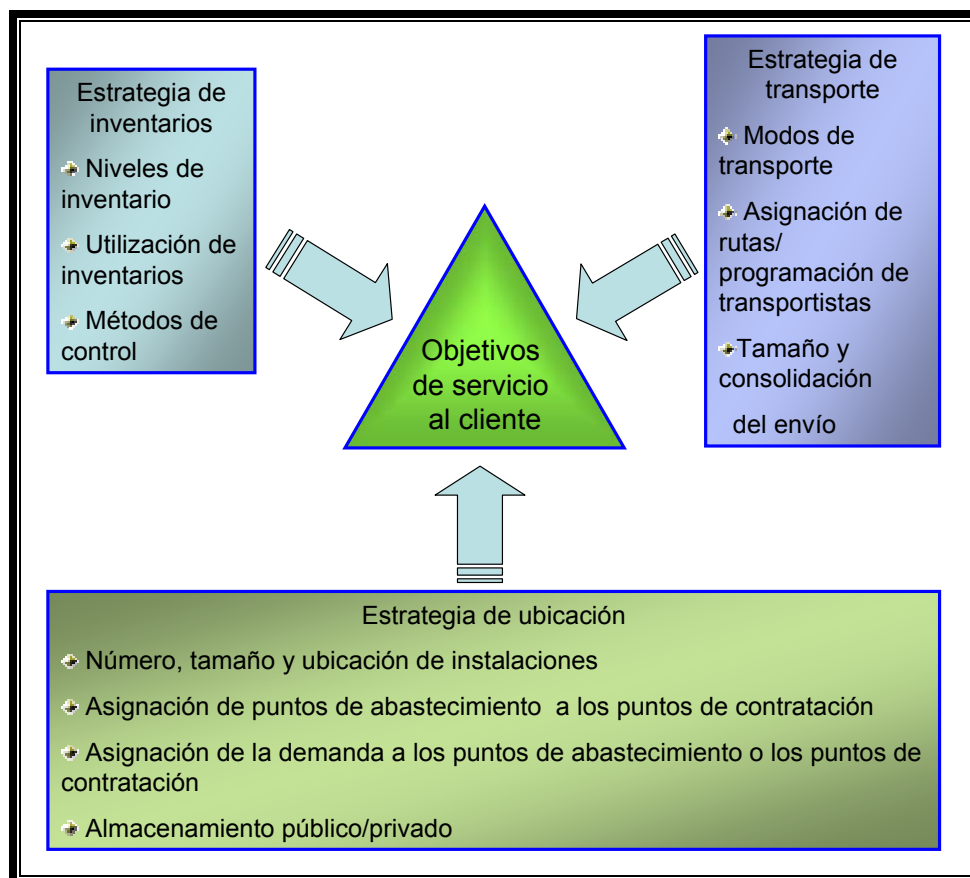 Estrategia de
inventarios
Niveles de
inventario
Utilización de
inventarios
Métodos de
control
Estrategia de
transporte
Modos de
transporte
Asignación de
rutas/
programación de
transportistas
Tamaño y
consolidación
del envío
Objetivos
de servicio
al cliente
Estrategia de ubicación
Número, tamaño y ubicación de instalaciones
Asignación de puntos de abastecimiento a los puntos de contratación
Asignación de la demanda a los puntos de abastecimiento o los puntos de
contratación
Almacenamiento público/privado